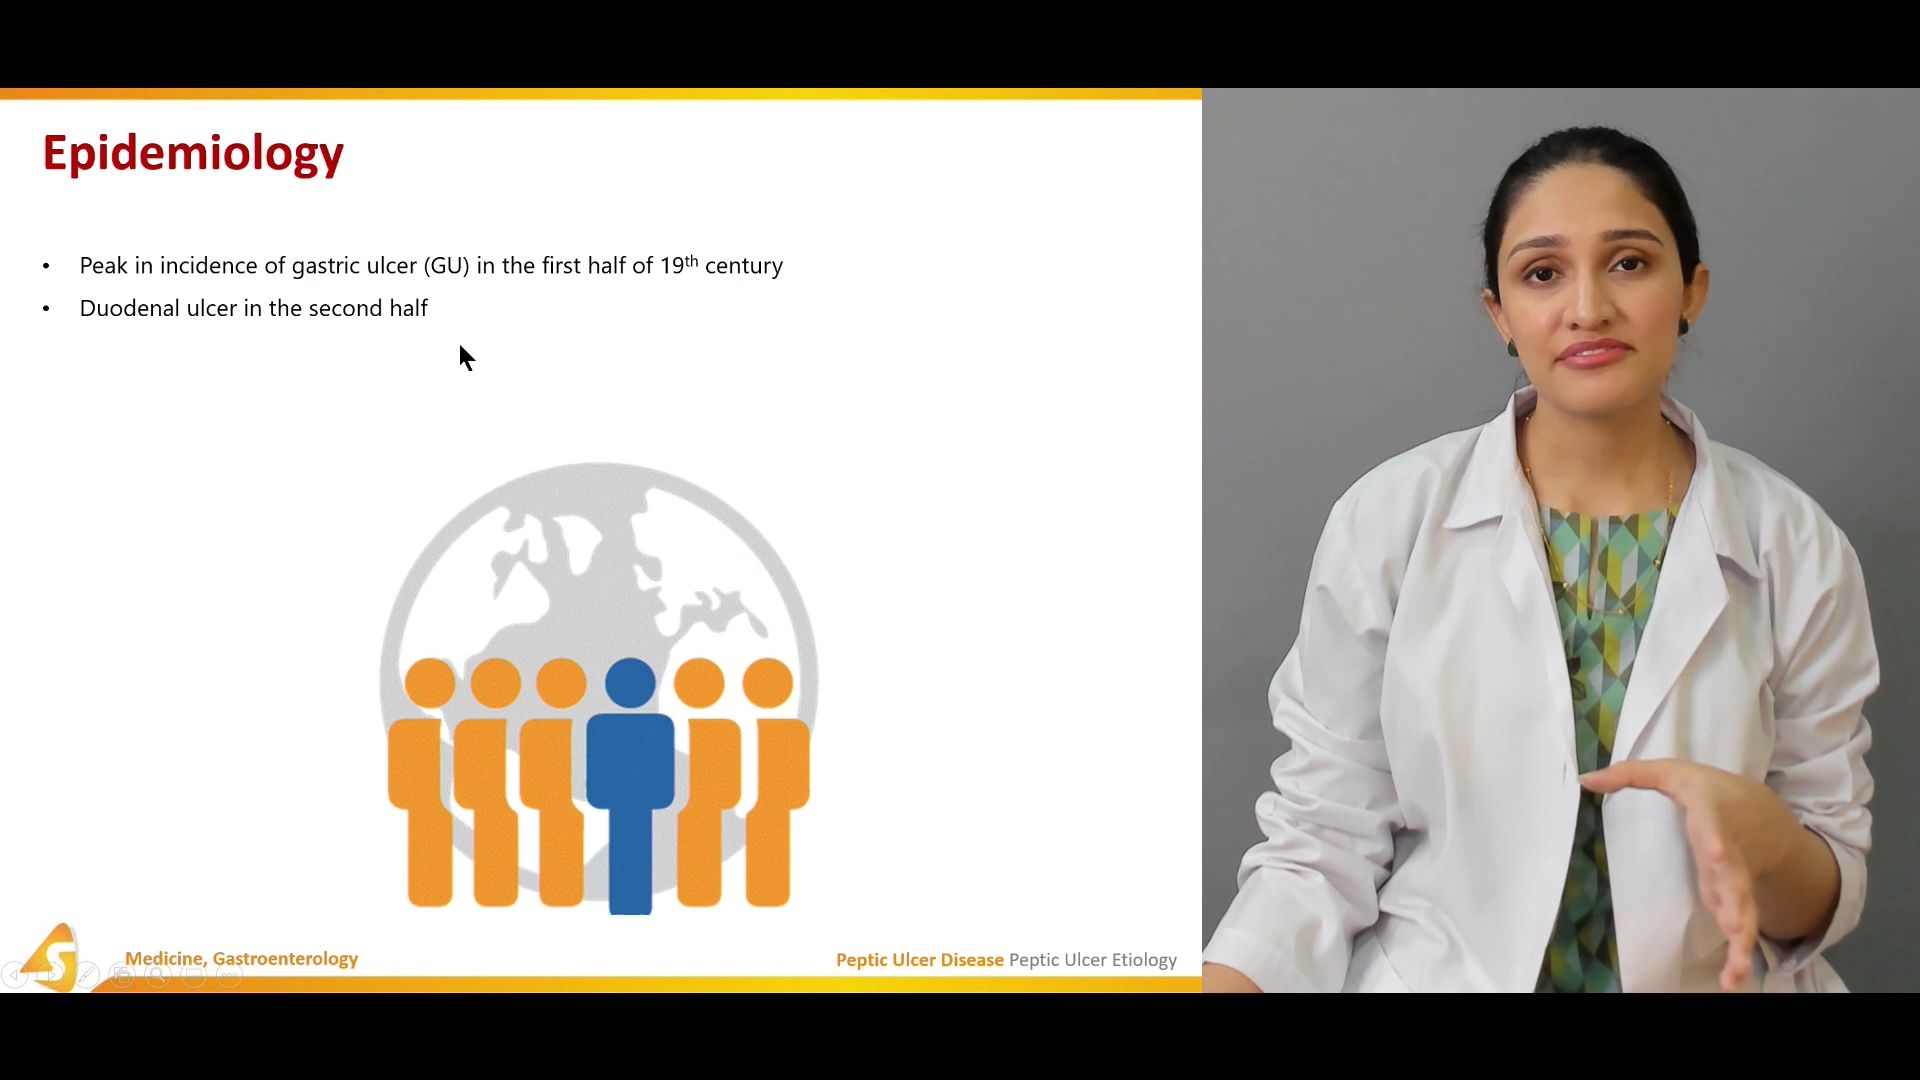 Epidemiology
• Peak in incidence of gastric ulcer (GU) in the first half of 19th century
• Duodenal ulcer in the second half
S
Medicine, Gastroenterology
Peptic Ulcer Disease Peptic Ulcer Etiology